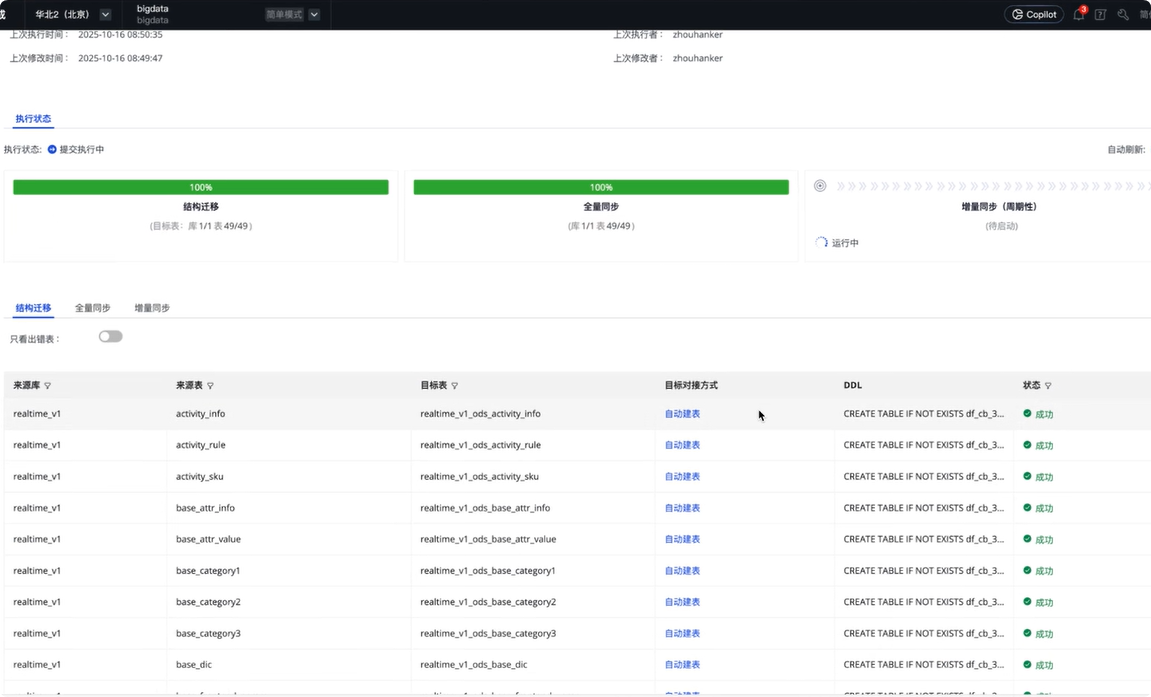 成 华北2（北京） bigdata 简单模式 Copilot 3 简
bigdata
上次执行时间： 2025-10-16 08:50:35 上次执行者： zhouhanker
上次修改时间： 2025-10-16 08:49:47 上次修改者： zhouhanker
执行状态
执行状态: 提交执行中 自动刷新:
100% 100%
结构迁移 全量同步 增量同步（周期性）
(目标表：库 1/1 表 49/49 ) (库 1/1 表 49/49 ) (待启动)
运行中
结构迁移 全量同步 增量同步
只看出错表：
来源库 来源表 目标表 目标对接方式 DDL 状态
realtime_v1 activity_info realtime_v1_ods_activity_info 自动建表 CREATE TABLE IF NOT EXISTS df_cb_3... 成功
realtime_v1 activity_rule realtime_v1_ods_activity_rule 自动建表 CREATE TABLE IF NOT EXISTS df_cb_3... 成功
realtime_v1 activity_sku realtime_v1_ods_activity_sku 自动建表 CREATE TABLE IF NOT EXISTS df_cb_3... 成功
realtime_v1 base_attr_info realtime_v1_ods_base_attr_info 自动建表 CREATE TABLE IF NOT EXISTS df_cb_3... 成功
realtime_v1 base_attr_value realtime_v1_ods_base_attr_value 自动建表 CREATE TABLE IF NOT EXISTS df_cb_3... 成功
realtime_v1 base_category1 realtime_v1_ods_base_category1 自动建表 CREATE TABLE IF NOT EXISTS df_cb_3... 成功
realtime_v1 base_category2 realtime_v1_ods_base_category2 自动建表 CREATE TABLE IF NOT EXISTS df_cb_3... 成功
realtime_v1 base_category3 realtime_v1_ods_base_category3 自动建表 CREATE TABLE IF NOT EXISTS df_cb_3... 成功
realtime_v1 base_dic realtime_v1_ods_base_dic 自动建表 CREATE TABLE IF NOT EXISTS df_cb_3... 成功